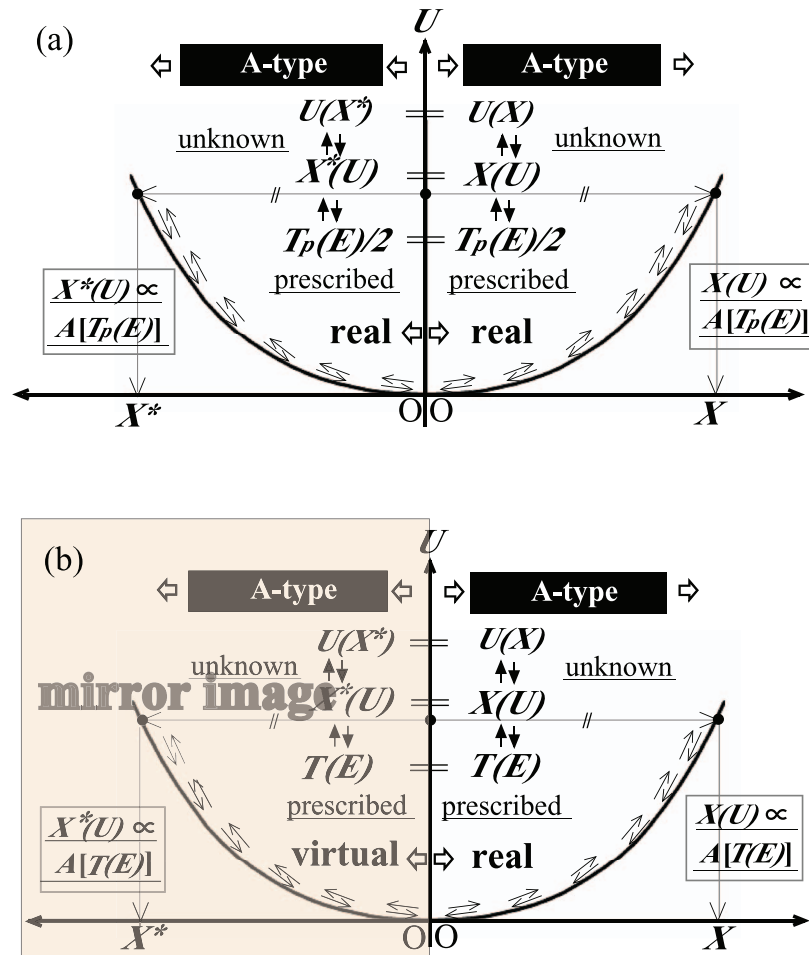 (a)
U
A-type A-type
U(X*) = U(X)
unknown unknown
X*(U) = X(U)
Tp(E)/2 = Tp(E)/2
prescribed prescribed
X*(U) ∝
A[Tp(E)]
X(U) ∝
A[Tp(E)]
real real
O O
X* X
(b)
U
A-type A-type
U(X*) = U(X)
unknown unknown
mirror image
X*(U) = X(U)
T(E) = T(E)
prescribed prescribed
X*(U) ∝
A[T(E)]
X(U) ∝
A[T(E)]
virtual real
O O
X* X